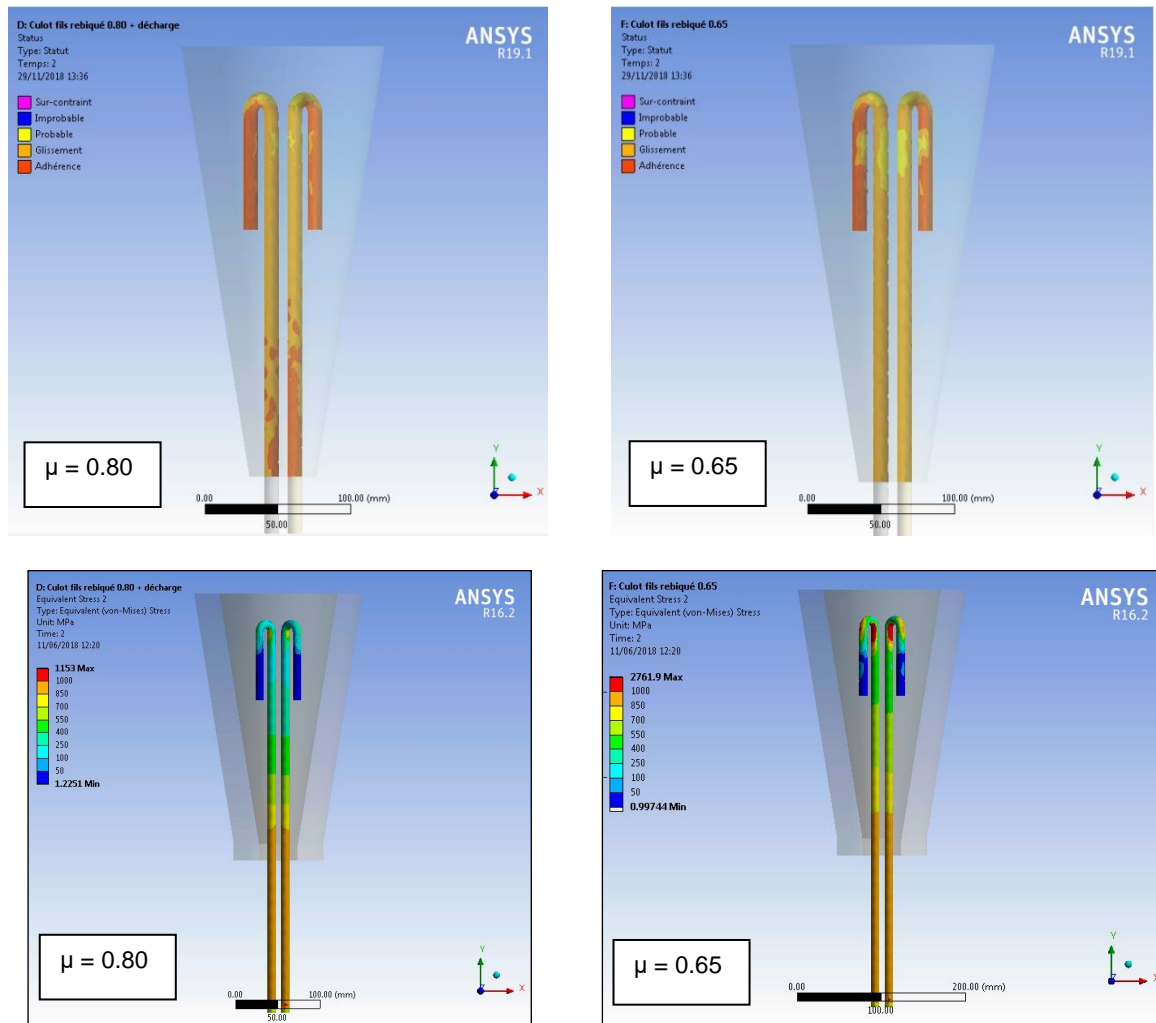 D: Culot fils rebiqué 0.80 + décharge
Status
Type: Statut
Temps: 2
29/11/2018 13:36
Sur-contraint
Improbable
Probable
Glissement
Adhérence
ANSYS
R19.1
µ = 0.80
0.00
100.00 (mm)
50.00
Y
X
Z
F: Culot fils rebiqué 0.65
Status
Type: Statut
Temps: 2
29/11/2018 13:36
Sur-contraint
Improbable
Probable
Glissement
Adhérence
ANSYS
R19.1
µ = 0.65
0.00
100.00 (mm)
50.00
Y
X
Z
D: Culot fils rebiqué 0.80 + décharge
Equivalent Stress 2
Type: Equivalent (von-Mises) Stress
Unit: MPa
Time: 2
11/06/2018 12:20
1153 Max
1000
850
700
550
400
250
100
50
1.2251 Min
ANSYS
R16.2
µ = 0.80
0.00
100.00 (mm)
50.00
Y
X
Z
F: Culot fils rebiqué 0.65
Equivalent Stress 2
Type: Equivalent (von-Mises) Stress
Unit: MPa
Time: 2
11/06/2018 12:20
2761.9 Max
1000
850
700
550
400
250
100
50
0.99744 Min
ANSYS
R16.2
µ = 0.65
0.00
200.00 (mm)
100.00
Y
X
Z